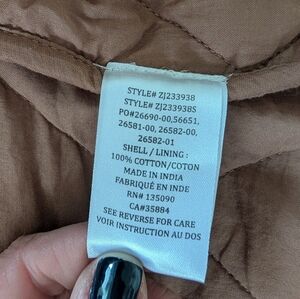 STYLE# ZJ233938
STYLE# ZJ233938S
PO#26690-00,56651,
26581-00, 26582-00,
26582-01
SHELL / LINING :
100% COTTON/COTON
MADE IN INDIA
FABRIQUÉ EN INDE
RN# 135090
CA#35884
SEE REVERSE FOR CARE
VOIR INSTRUCTION AU DOS